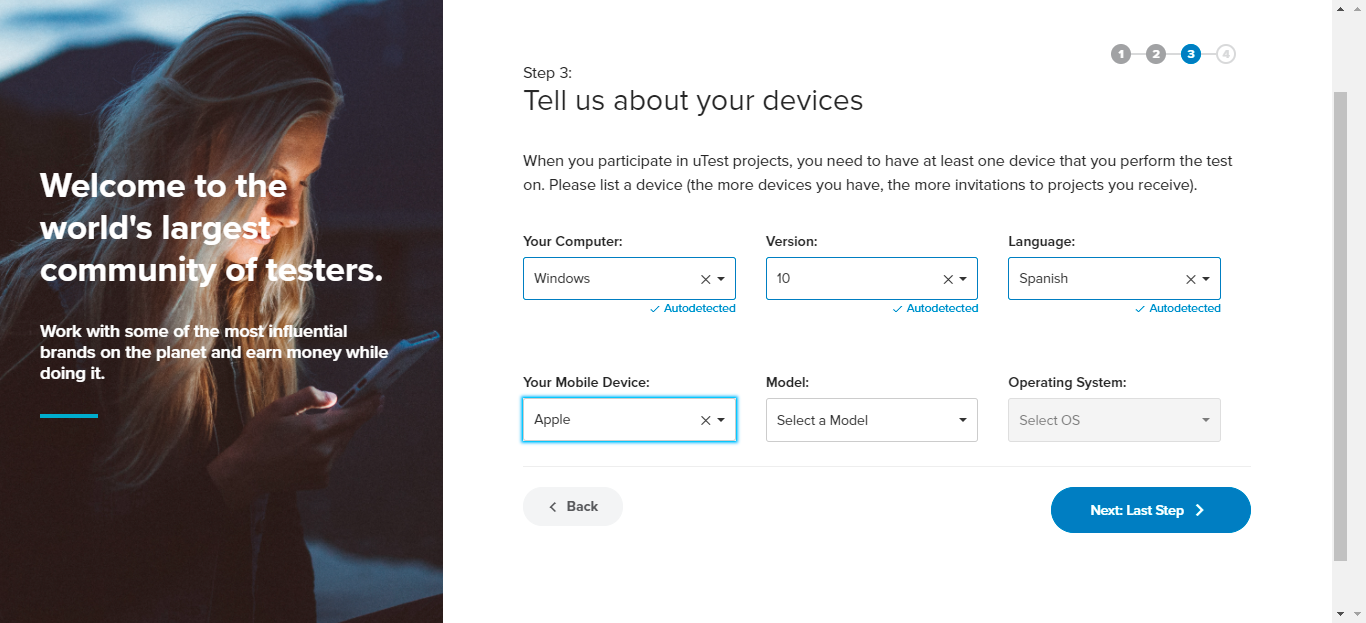 Welcome to the
world's largest
community of testers.
Work with some of the most influential
brands on the planet and earn money while
doing it.
1 2 3 4
Step 3:
Tell us about your devices
When you participate in uTest projects, you need to have at least one device that you perform the test
on. Please list a device (the more devices you have, the more invitations to projects you receive).
Your Computer: Version: Language:
Windows 10 Spanish
Autodetected Autodetected Autodetected
Your Mobile Device: Model: Operating System:
Apple Select a Model Select OS
Back Next: Last Step